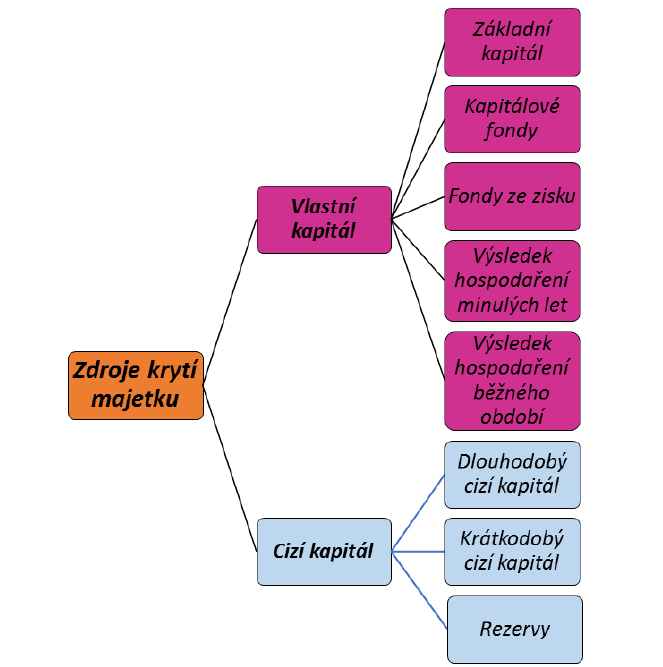 Základní
kapitál
Kapitálové
fondy
Fondy ze zisku
Vlastní
kapitál
Výsledek
hospodaření
minulých let
Výsledek
hospodaření
běžného
období
Zdroje krytí
majetku
Dlouhodobý
cizí kapitál
Cizí kapitál
Krátkodobý
cizí kapitál
Rezervy